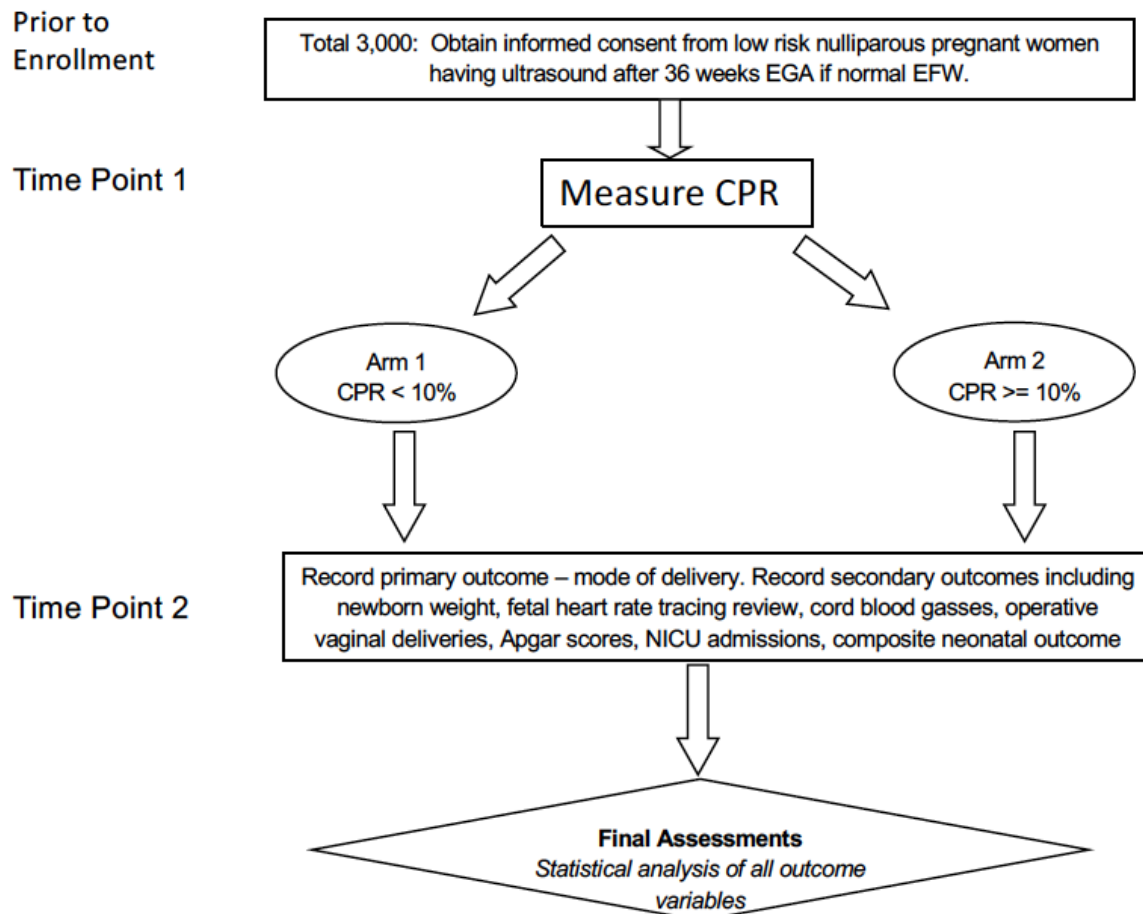 Prior to
Enrollment
Total 3,000:  Obtain informed consent from low risk nulliparous pregnant women
having ultrasound after 36 weeks EGA if normal EFW.
Time Point 1
Measure CPR
Arm 1
CPR < 10%
Arm 2
CPR >= 10%
Time Point 2
Record primary outcome – mode of delivery. Record secondary outcomes including
newborn weight, fetal heart rate tracing review, cord blood gasses, operative
vaginal deliveries, Apgar scores, NICU admissions, composite neonatal outcome
Final Assessments
Statistical analysis of all outcome
variables